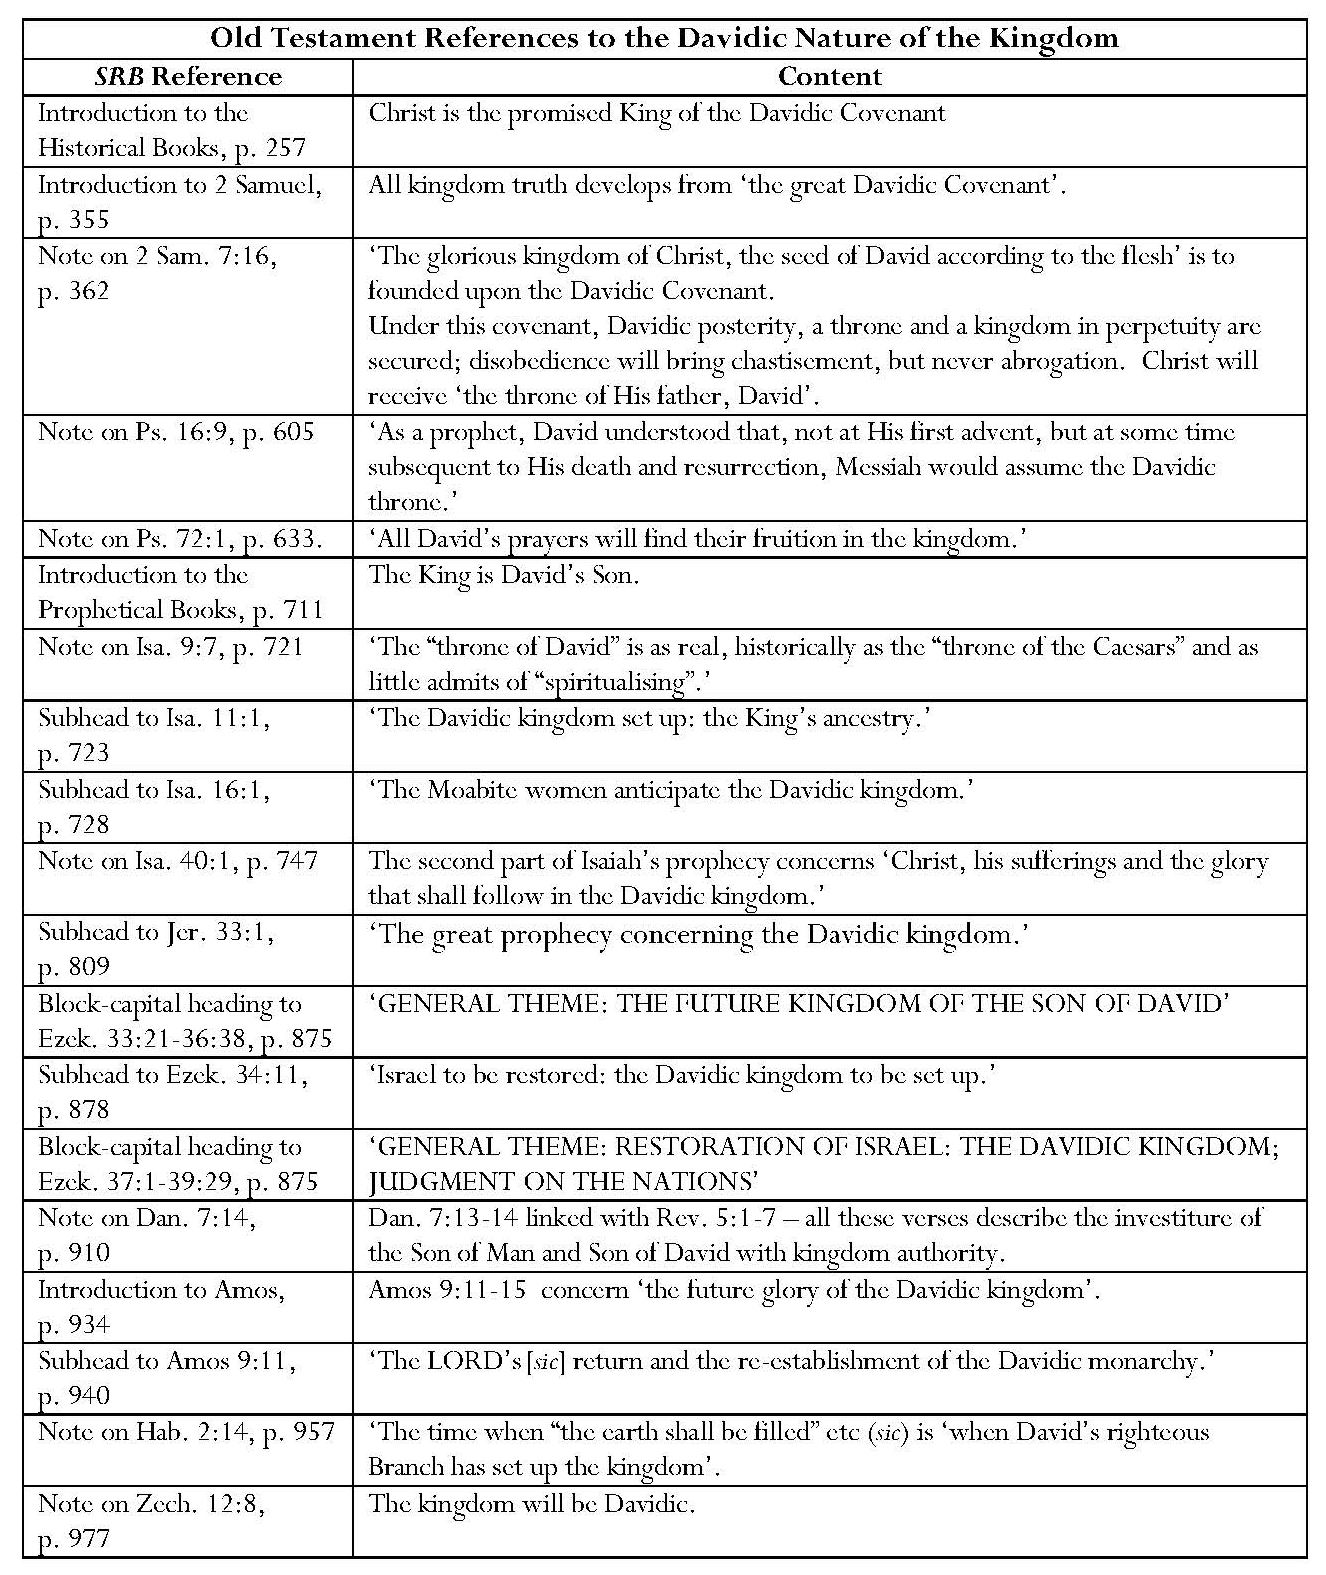 Old Testament References to the Davidic Nature of the Kingdom
SRB Reference
Content
Introduction to the
Historical Books, p. 257
Christ is the promised King of the Davidic Covenant
Introduction to 2 Samuel,
p. 355
All kingdom truth develops from ‘the great Davidic Covenant’.
Note on 2 Sam. 7:16,
p. 362
‘The glorious kingdom of Christ, the seed of David according to the flesh’ is to
founded upon the Davidic Covenant.
Under this covenant, Davidic posterity, a throne and a kingdom in perpetuity are
secured; disobedience will bring chastisement, but never abrogation.  Christ will
receive ‘the throne of His father, David’.
Note on Ps. 16:9, p. 605
‘As a prophet, David understood that, not at His first advent, but at some time
subsequent to His death and resurrection, Messiah would assume the Davidic
throne.’
Note on Ps. 72:1, p. 633.
‘All David’s prayers will find their fruition in the kingdom.’
Introduction to the
Prophetical Books, p. 711
The King is David’s Son.
Note on Isa. 9:7, p. 721
‘The “throne of David” is as real, historically as the “throne of the Caesars” and as
little admits of “spiritualising”.’
Subhead to Isa. 11:1,
p. 723
‘The Davidic kingdom set up: the King’s ancestry.’
Subhead to Isa. 16:1,
p. 728
‘The Moabite women anticipate the Davidic kingdom.’
Note on Isa. 40:1, p. 747
The second part of Isaiah’s prophecy concerns ‘Christ, his sufferings and the glory
that shall follow in the Davidic kingdom.’
Subhead to Jer. 33:1,
p. 809
‘The great prophecy concerning the Davidic kingdom.’
Block-capital heading to
Ezek. 33:21-36:38, p. 875
‘GENERAL THEME: THE FUTURE KINGDOM OF THE SON OF DAVID’
Subhead to Ezek. 34:11,
p. 878
‘Israel to be restored: the Davidic kingdom to be set up.’
Block-capital heading to
Ezek. 37:1-39:29, p. 875
‘GENERAL THEME: RESTORATION OF ISRAEL: THE DAVIDIC KINGDOM;
JUDGMENT ON THE NATIONS’
Note on Dan. 7:14,
p. 910
Dan. 7:13-14 linked with Rev. 5:1-7 – all these verses describe the investiture of
the Son of Man and Son of David with kingdom authority.
Introduction to Amos,
p. 934
Amos 9:11-15  concern ‘the future glory of the Davidic kingdom’.
Subhead to Amos 9:11,
p. 940
‘The LORD’s [sic] return and the re-establishment of the Davidic monarchy.’
Note on Hab. 2:14, p. 957
‘The time when “the earth shall be filled” etc (sic) is ‘when David’s righteous
Branch has set up the kingdom’.
Note on Zech. 12:8,
p. 977
The kingdom will be Davidic.